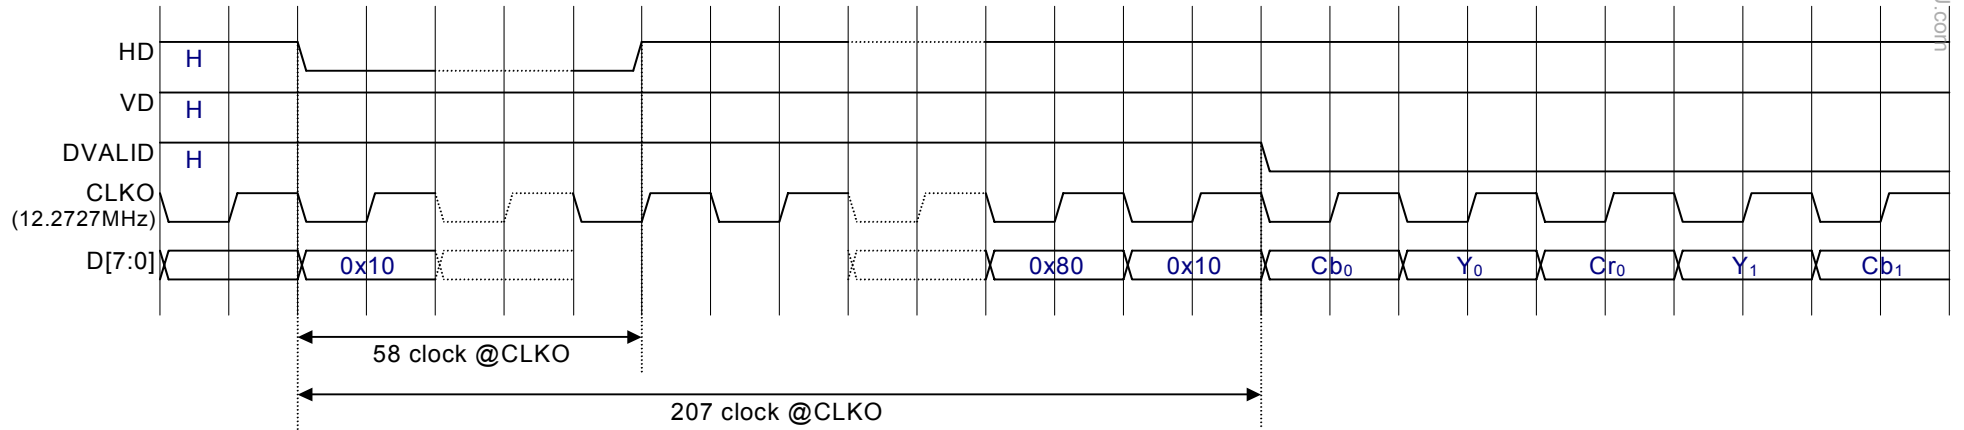 J.com
HD H
VD H
DVALID H
CLKO
(12.2727MHz)
D[7:0] 0x10 0x80 0x10 Cb0 Y0 Cr0 Y1 Cb1
58 clock @CLKO
207 clock @CLKO